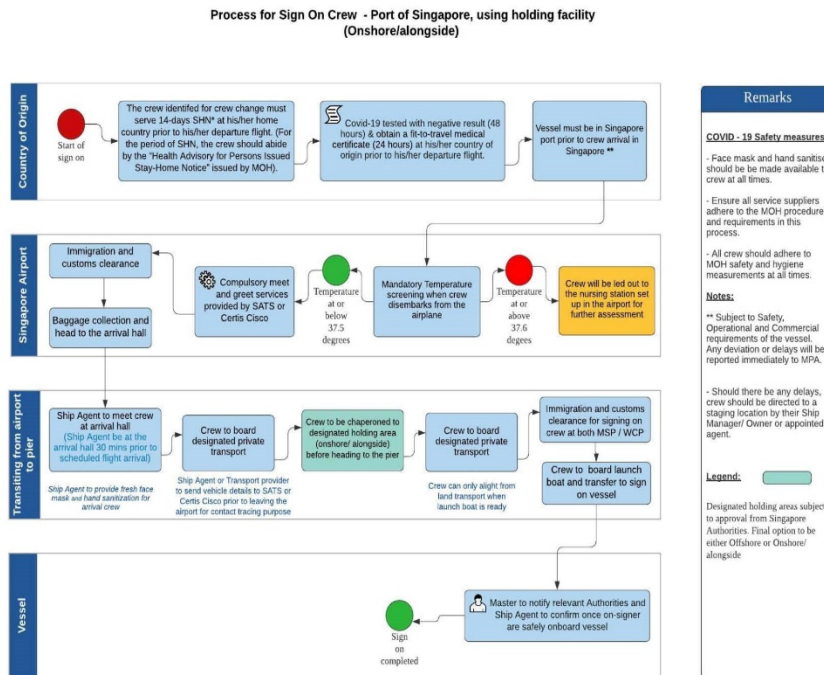 Process for Sign On Crew - Port of Singapore, using holding facility
(Onshore/alongside)
Country of Origin
Start of
sign on
The crew identifed for crew change must
serve 14-days SHN* at his/her home
country prior to his/her departure flight. (For
the period of SHN, the crew should abide
by the "Health Advisory for Persons Issued
Stay-Home Notice" issued by MOH).
Covid-19 tested with negative result (48
hours) & obtain a fit-to-travel medical
certificate (24 hours) at his/her country of
origin prior to his/her departure flight.
Vessel must be in Singapore
port prior to crew arrival in
Singapore **
Singapore Airport
Immigration and
customs clearance
Baggage collection and
head to the arrival hall
Compulsory meet
and greet services
provided by SATS or
Certis Cisco
Temperature
at or
below
37.5
degrees
Mandatory Temperature
screening when crew
disembarks from the
airplane
Temperature
at or
above
37.6
degrees
Crew will be led out to
the nursing station set
up in the airport for
further assessment
Transiting from airport
to pier
Ship Agent to meet crew
at arrival hall
(Ship Agent be at the
arrival hall 30 mins prior to
scheduled flight arrival)
Ship Agent to provide fresh face
mask and hand sanitization for
arrival crew
Crew to board
designated private
transport
Ship Agent or Transport provider
to send vehicle details to SATS or
Certis Cisco prior to leaving the
airport for contact tracing purpose
Crew to be chaperoned to
designated holding area
(onshore/ alongside)
before heading to the pier
Crew to board
designated private
transport
Crew can only alight from
land transport when
launch boat is ready
Immigration and customs
clearance for signing on
crew at both MSP / WCP
Crew to board launch
boat and transfer to sign
on vessel
Vessel
Sign
on
completed
Master to notify relevant Authorities and
Ship Agent to confirm once on-signer
are safely onboard vessel
Remarks
COVID - 19 Safety measures
- Face mask and hand sanitise
should be be made available t
crew at all times.
- Ensure all service suppliers
adhere to the MOH procedure
and requirements in this
process.
- All crew should adhere to
MOH safety and hygiene
measurements at all times.
Notes:
** Subject to Safety,
Operational and Commercial
requirements of the vessel.
Any deviation or delays will be
reported immediately to MPA.
- Should there be any delays,
crew should be directed to a
staging location by their Ship
Manager/ Owner or appointed
agent.
Legend:
Designated holding areas subject
to approval from Singapore
Authorities. Final option to be
either Offshore or Onshore/
alongside